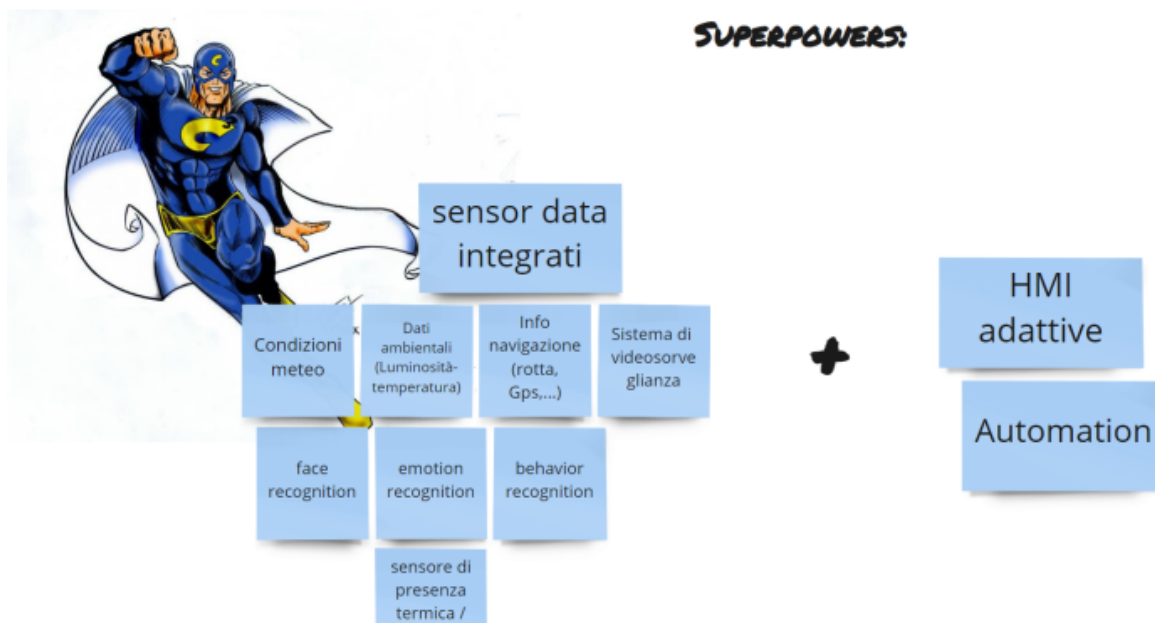 SUPERPOWERS:
sensor data
integrati
Condizioni
meteo
Dati
ambientali
(Luminosità-
temperatura)
Info
navigazione
(rotta,
Gps,...)
Sistema di
videosorve
glianza
face
recognition
emotion
recognition
behavior
recognition
sensore di
presenza
termica /
+
HMI
adattive
Automation